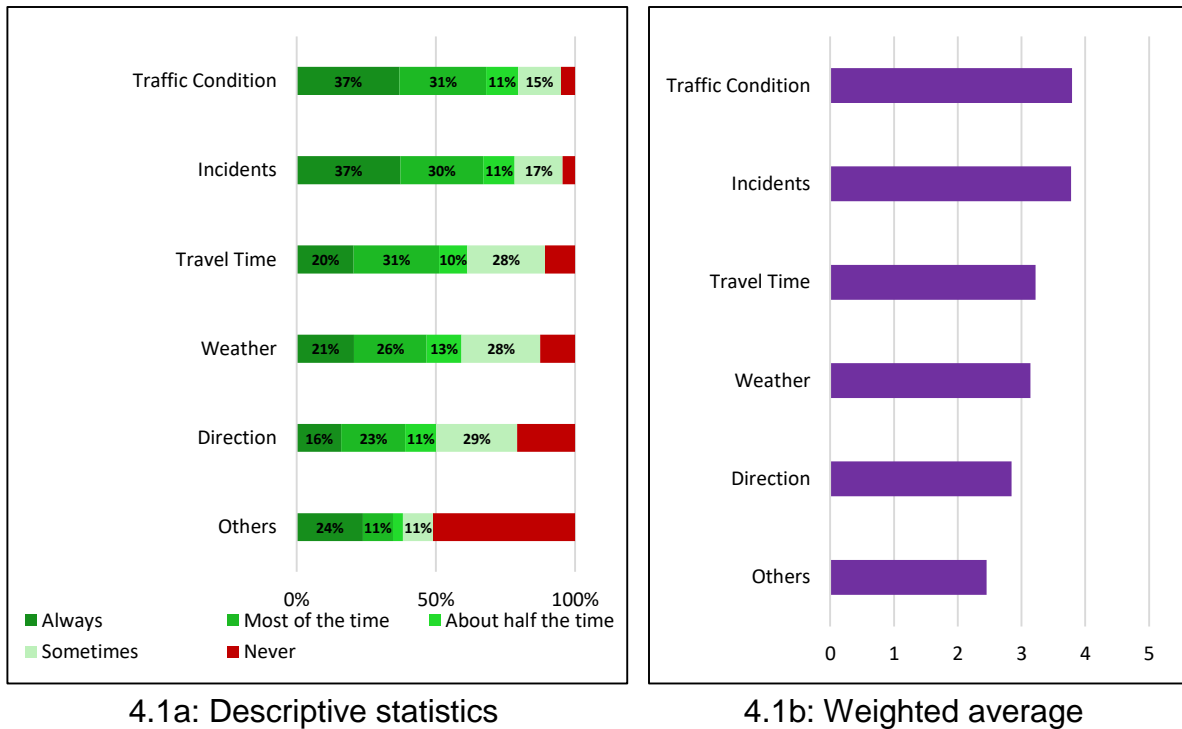 Traffic Condition 37% 31% 11% 15%
Incidents 37% 30% 11% 17%
Travel Time 20% 31% 10% 28%
Weather 21% 26% 13% 28%
Direction 16% 23% 11% 29%
Others 24% 11% 11%
0% 50% 100%
Always Most of the time About half the time
Sometimes Never
4.1a: Descriptive statistics
Traffic Condition
Incidents
Travel Time
Weather
Direction
Others
0 1 2 3 4 5
4.1b: Weighted average